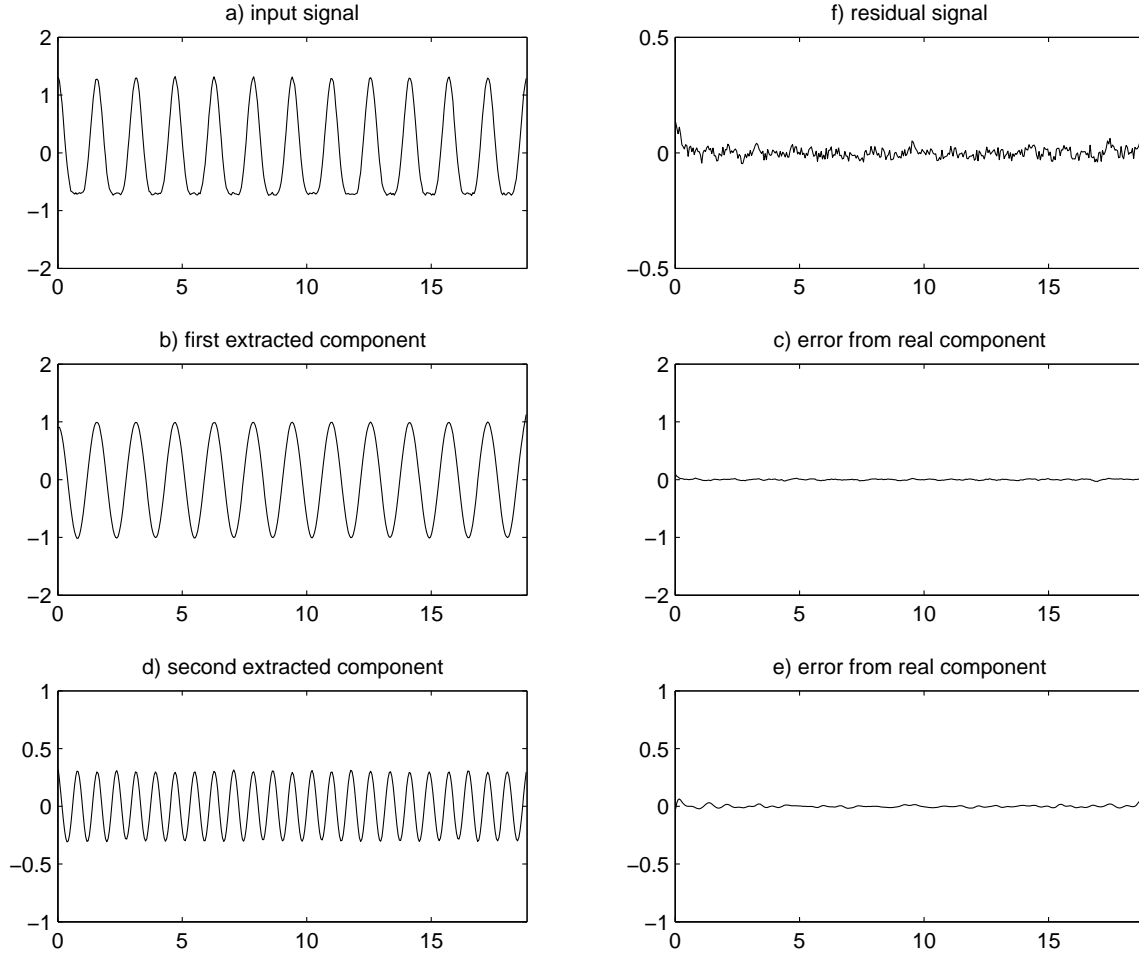 a) input signal
2
1
0
−1
−2
0 5 10 15
f) residual signal
0.5
0
−0.5
0 5 10 15
b) first extracted component
2
1
0
−1
−2
0 5 10 15
c) error from real component
2
1
0
−1
−2
0 5 10 15
d) second extracted component
1
0.5
0
−0.5
−1
0 5 10 15
e) error from real component
1
0.5
0
−0.5
−1
0 5 10 15